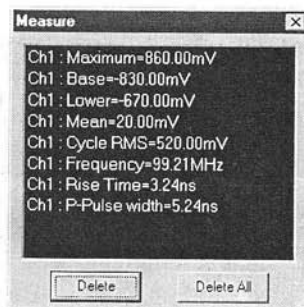 Measure
Ch1 : Maximum=860.00mV
Ch1 : Base=-830.00mV
Ch1 : Lower=-670.00mV
Ch1 : Mean=20.00mV
Ch1 : Cycle RMS=520.00mV
Ch1 : Frequency=99.21MHz
Ch1 : Rise Time=3.24ns
Ch1 : P-Pulse width=5.24ns
Delete
Delete All